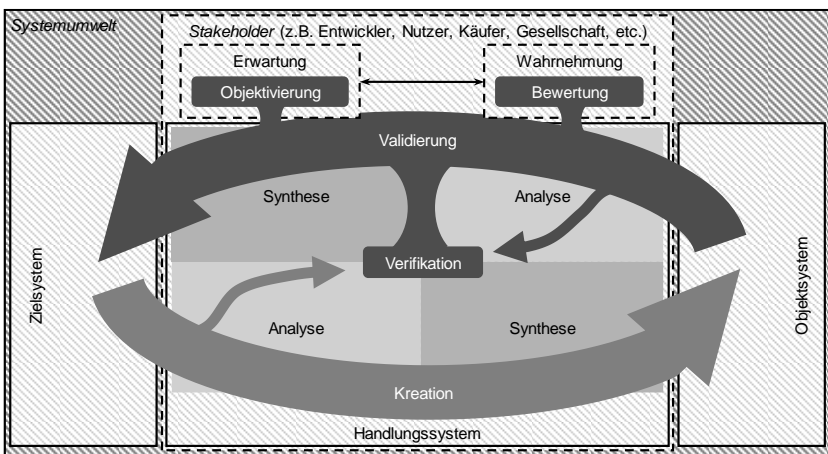 Systemumwelt
Stakeholder (z.B. Entwickler, Nutzer, Käufer, Gesellschaft, etc.)
Erwartung
Wahrnehmung
Objektivierung
Bewertung
Validierung
Synthese
Analyse
Verifikation
Zielsystem
Objektsystem
Analyse
Synthese
Kreation
Handlungssystem